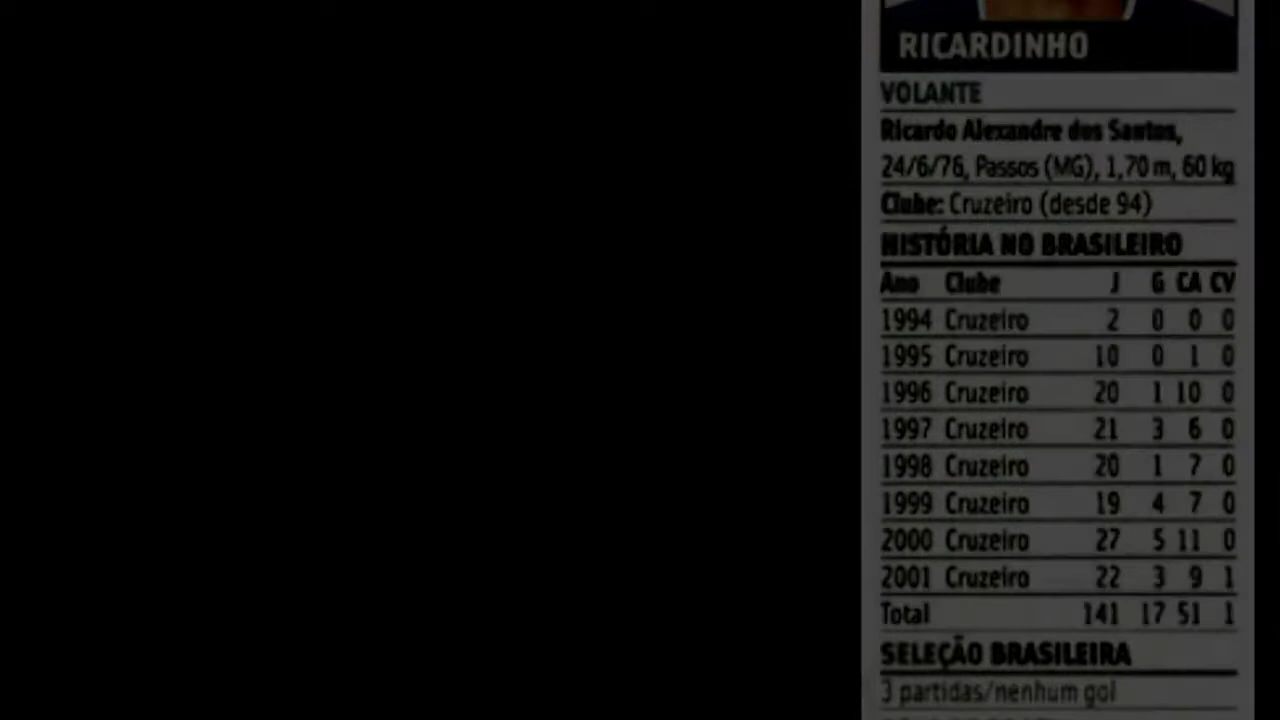 RICARDINHO
VOLANTE
Ricardo Alexandre dos Santos,
24/6/76, Passos (MG), 1,70 m, 60 kg
Clube: Cruzeiro (desde 94)
HISTÓRIA NO BRASILEIRO
Ano Clube J G CA CV
1994 Cruzeiro 2 0 0 0
1995 Cruzeiro 10 0 1 0
1996 Cruzeiro 20 1 10 0
1997 Cruzeiro 21 3 6 0
1998 Cruzeiro 20 1 7 0
1999 Cruzeiro 19 4 7 0
2000 Cruzeiro 27 5 11 0
2001 Cruzeiro 22 3 9 1
Total 141 17 51 1
SELEÇÃO BRASILEIRA
3 partidas/nenhum gol